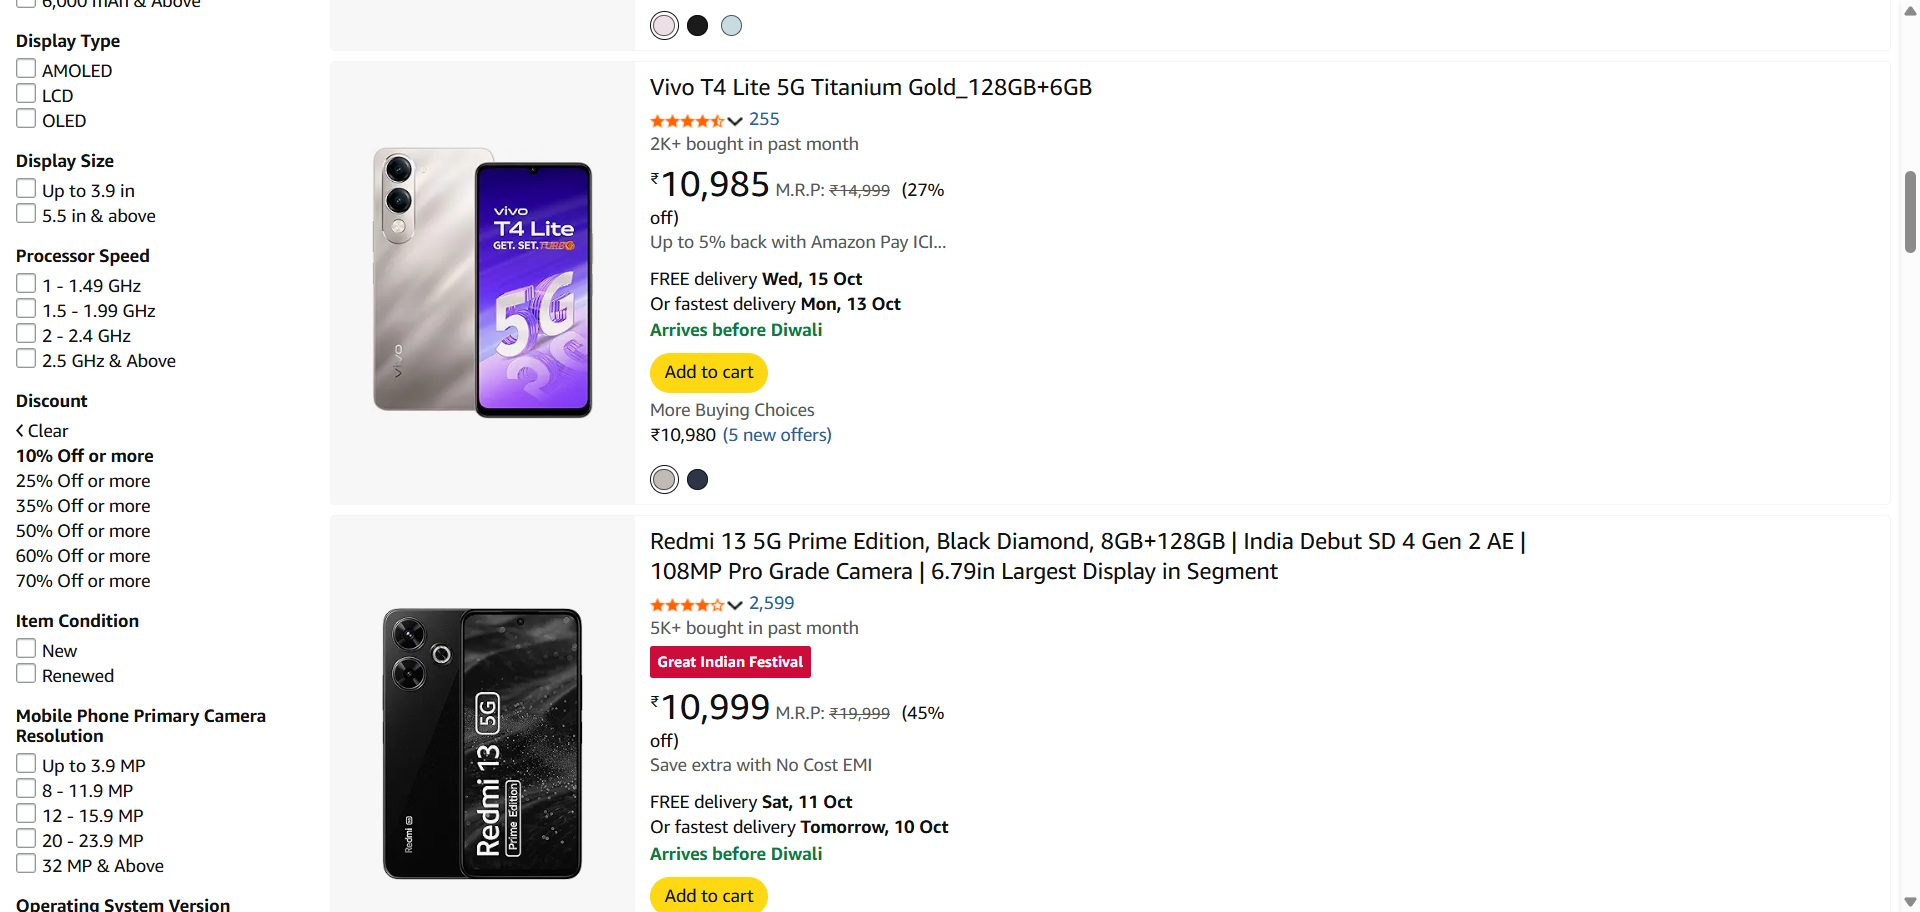 6,000 mAh & Above
Display Type
AMOLED
LCD
OLED
Display Size
Up to 3.9 in
5.5 in & above
Processor Speed
1 - 1.49 GHz
1.5 - 1.99 GHz
2 - 2.4 GHz
2.5 GHz & Above
Discount
Clear
10% Off or more
25% Off or more
35% Off or more
50% Off or more
60% Off or more
70% Off or more
Item Condition
New
Renewed
Mobile Phone Primary Camera
Resolution
Up to 3.9 MP
8 - 11.9 MP
12 - 15.9 MP
20 - 23.9 MP
32 MP & Above
Operating System Version
vivo
vivo
T4 Lite
GET. SET. TURBO
5G
Vivo T4 Lite 5G Titanium Gold_128GB+6GB
255
2K+ bought in past month
₹10,985 M.R.P: ₹14,999 (27%
off)
Up to 5% back with Amazon Pay ICI...
FREE delivery Wed, 15 Oct
Or fastest delivery Mon, 13 Oct
Arrives before Diwali
Add to cart
More Buying Choices
₹10,980 (5 new offers)
Redmi
Redmi 13 5G
Prime Edition
Redmi 13 5G Prime Edition, Black Diamond, 8GB+128GB | India Debut SD 4 Gen 2 AE |
108MP Pro Grade Camera | 6.79in Largest Display in Segment
2,599
5K+ bought in past month
Great Indian Festival
₹10,999 M.R.P: ₹19,999 (45%
off)
Save extra with No Cost EMI
FREE delivery Sat, 11 Oct
Or fastest delivery Tomorrow, 10 Oct
Arrives before Diwali
Add to cart